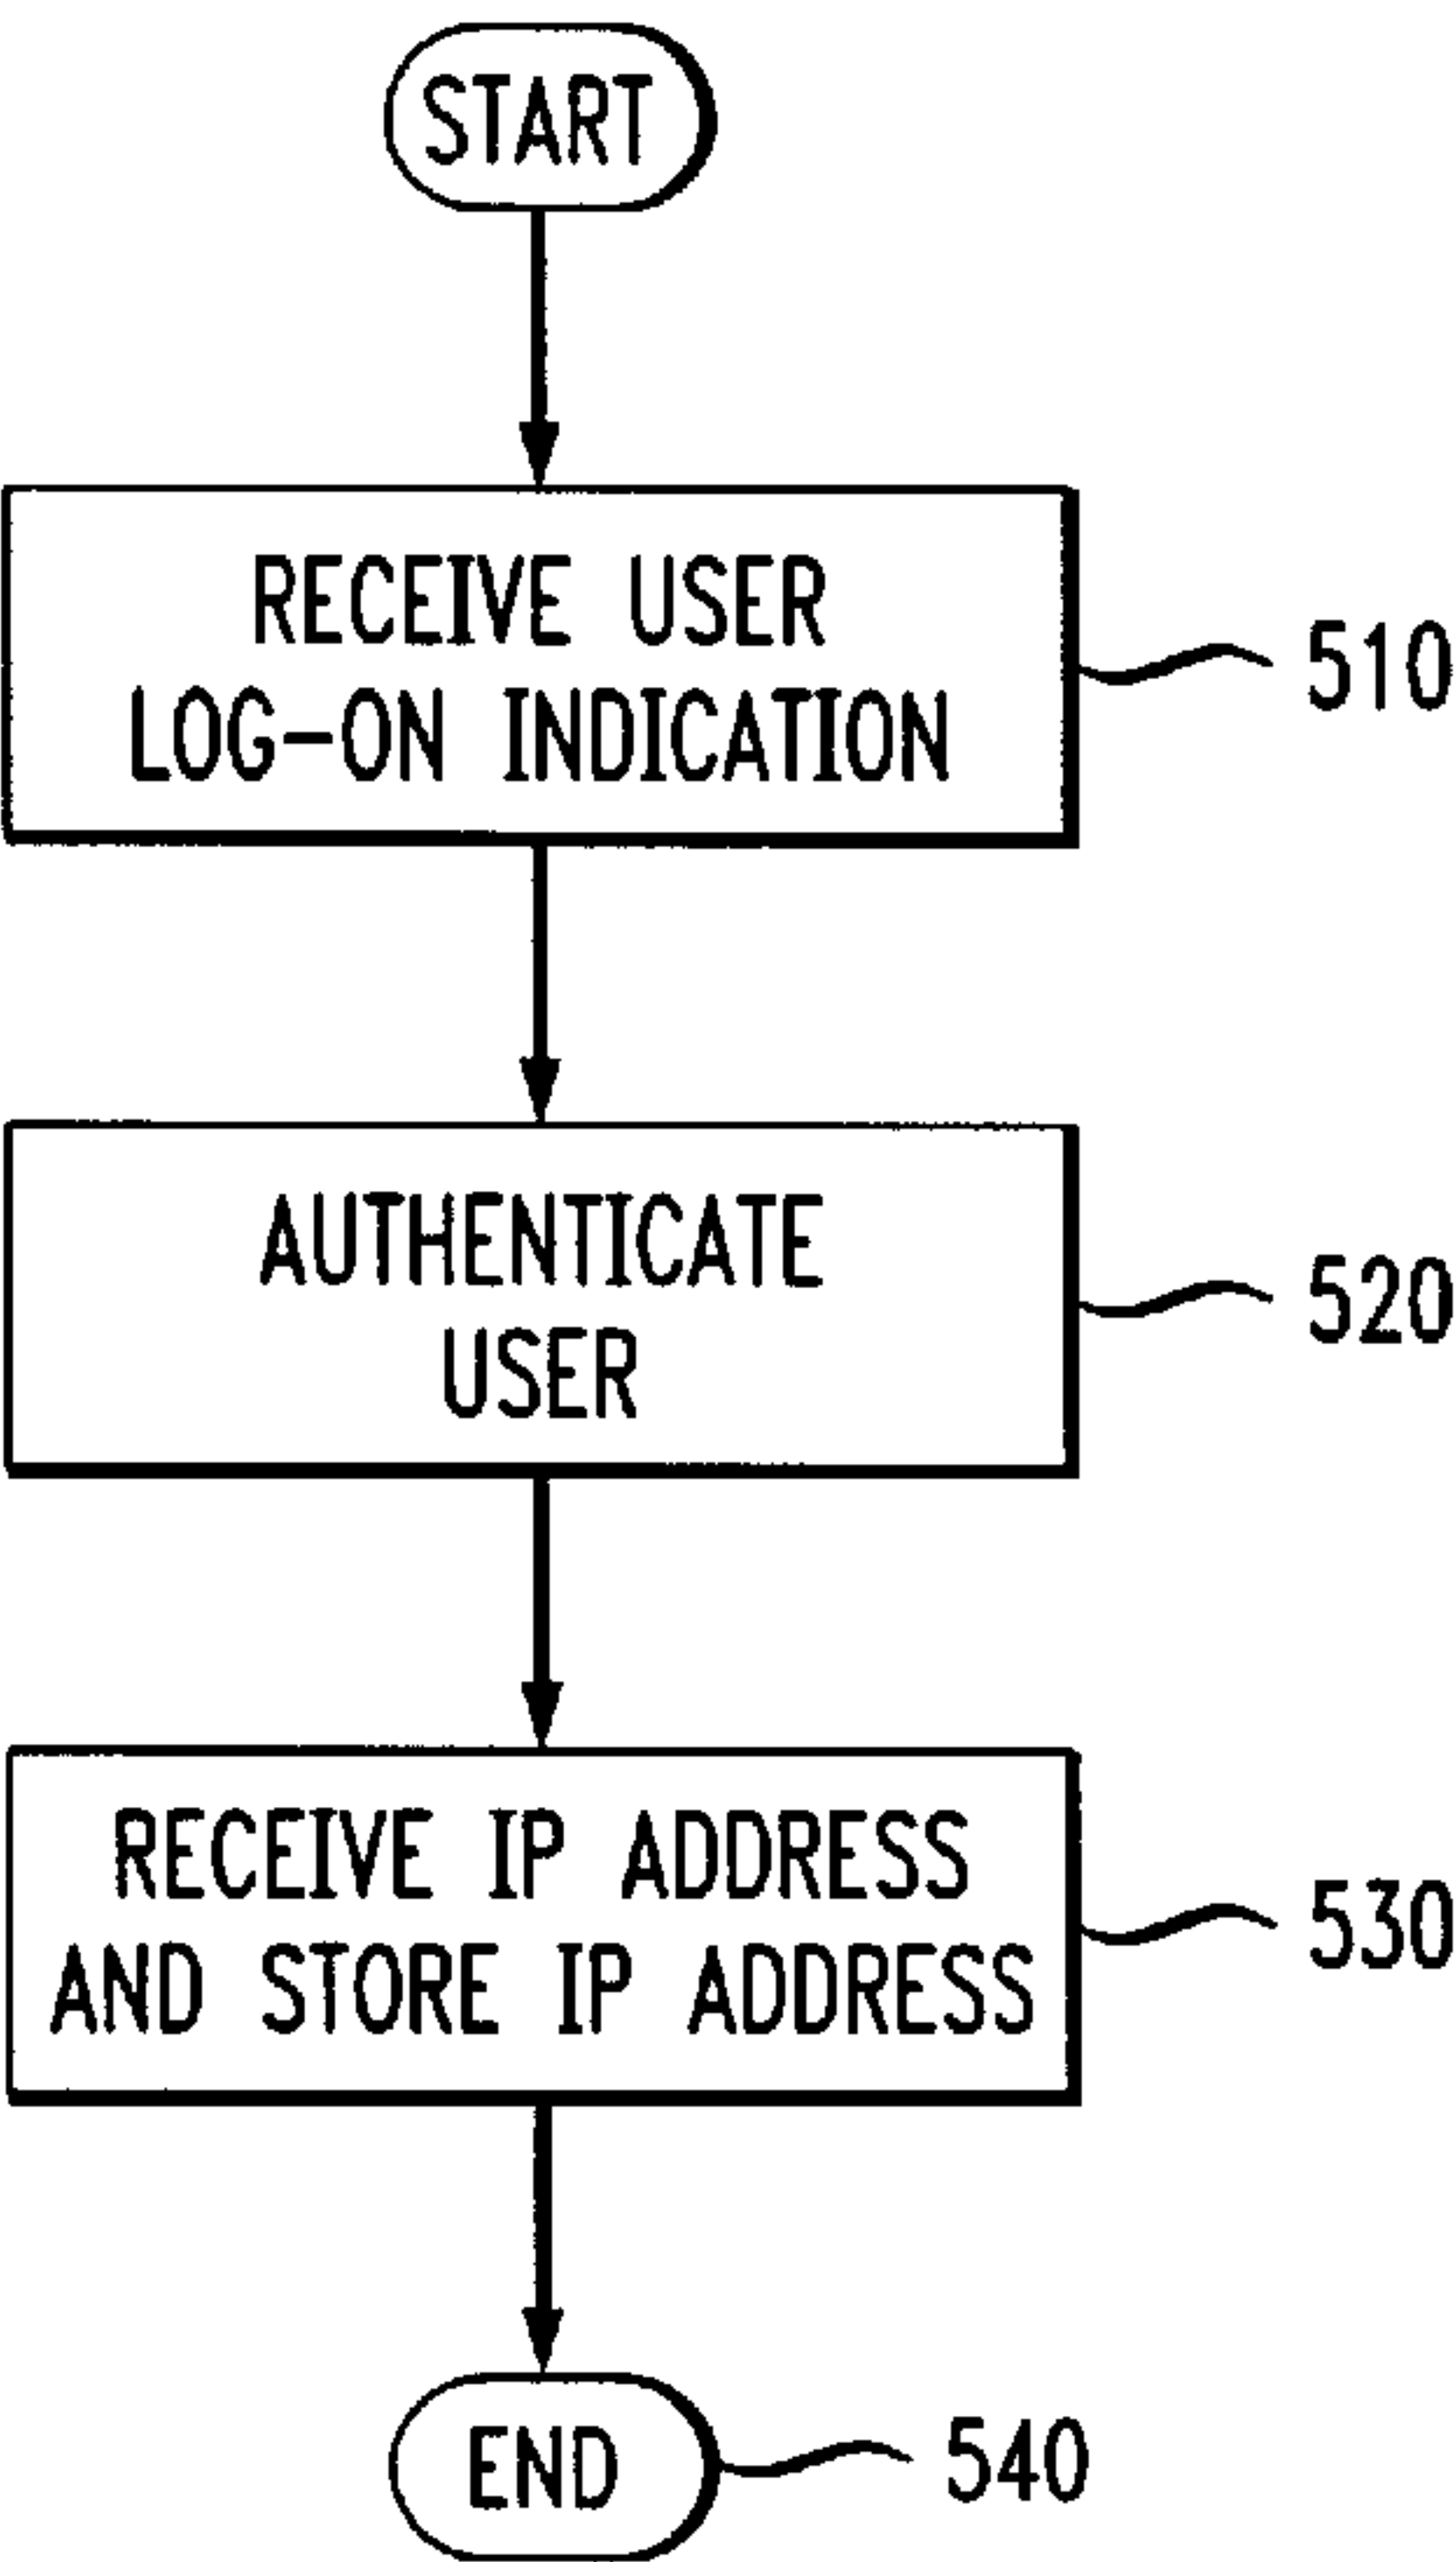 START
RECEIVE USER
LOG-ON INDICATION
510
AUTHENTICATE
USER
520
RECEIVE IP ADDRESS
AND STORE IP ADDRESS
530
END
540